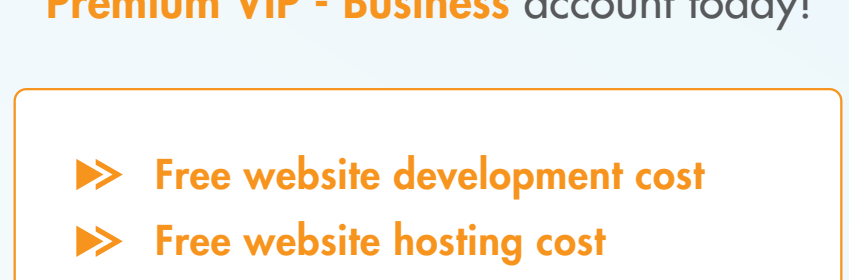 Premium VIP - Business account today!
Free website development cost
Free website hosting cost